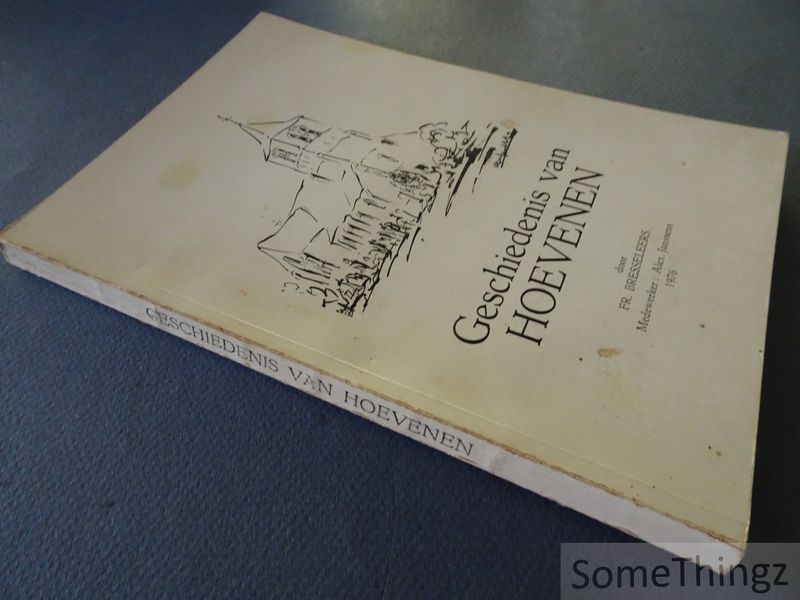 Geschiedenis van
HOEVENEN
door
FR. BRESSELEERS
Medewerker: Alex Janssens
1976
GESCHIEDENIS VAN HOEVENEN
SomeThingz